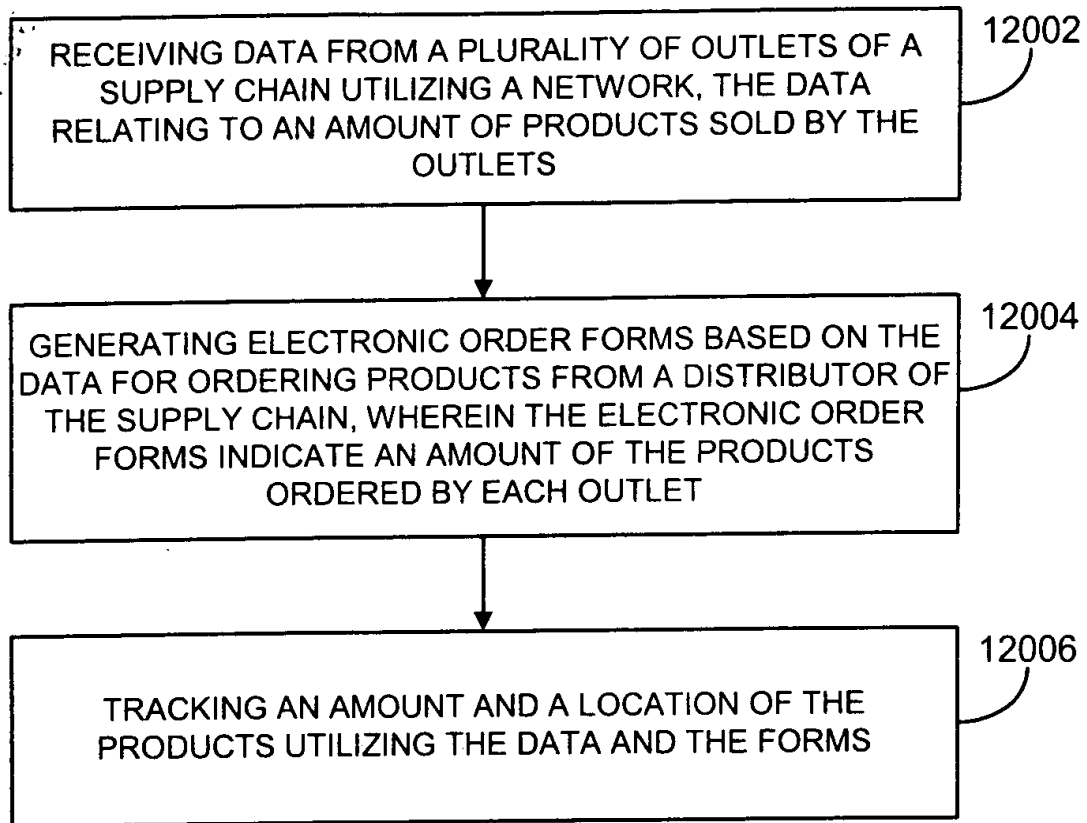 RECEIVING DATA FROM A PLURALITY OF OUTLETS OF A
SUPPLY CHAIN UTILIZING A NETWORK, THE DATA
RELATING TO AN AMOUNT OF PRODUCTS SOLD BY THE
OUTLETS
12002
GENERATING ELECTRONIC ORDER FORMS BASED ON THE
DATA FOR ORDERING PRODUCTS FROM A DISTRIBUTOR OF
THE SUPPLY CHAIN, WHEREIN THE ELECTRONIC ORDER
FORMS INDICATE AN AMOUNT OF THE PRODUCTS
ORDERED BY EACH OUTLET
12004
TRACKING AN AMOUNT AND A LOCATION OF THE
PRODUCTS UTILIZING THE DATA AND THE FORMS
12006